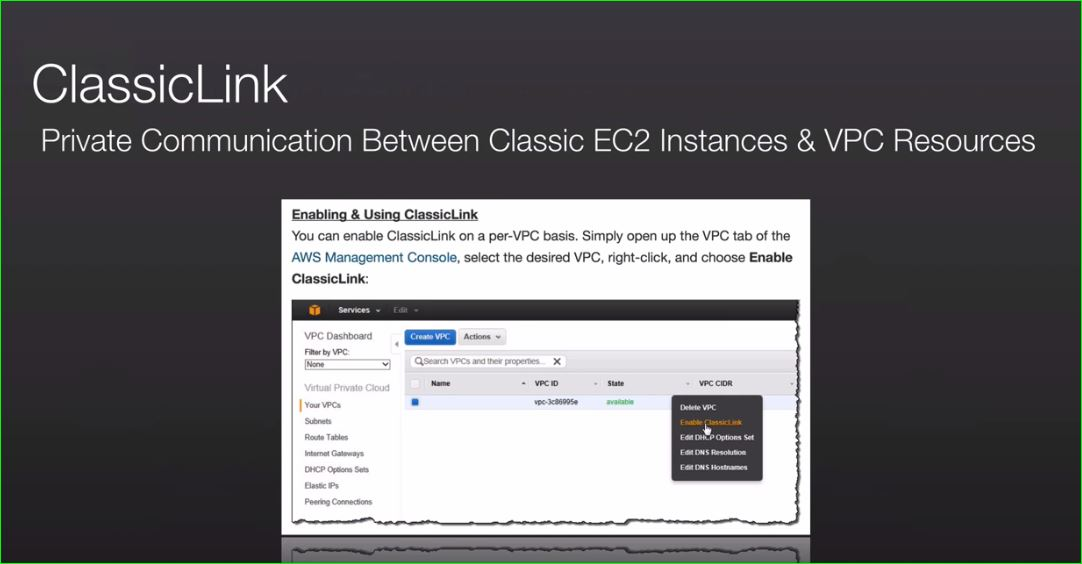 ClassicLink
Private Communication Between Classic EC2 Instances & VPC Resources
Enabling & Using ClassicLink
You can enable ClassicLink on a per-VPC basis. Simply open up the VPC tab of the
AWS Management Console, select the desired VPC, right-click, and choose Enable
ClassicLink:
Services Edit
VPC Dashboard
Filter by VPC:
None
Virtual Private Cloud
Your VPCs
Subnets
Route Tables
Internet Gateways
DHCP Options Sets
Elastic IPs
Peering Connections
Create VPC Actions
Search VPCs and their properties... X
Name VPC ID State VPC CIDR
vpc-3c86995e available
Delete VPC
Enable ClassicLink
Edit DHCP Options Set
Edit DNS Resolution
Edit DNS Hostnames